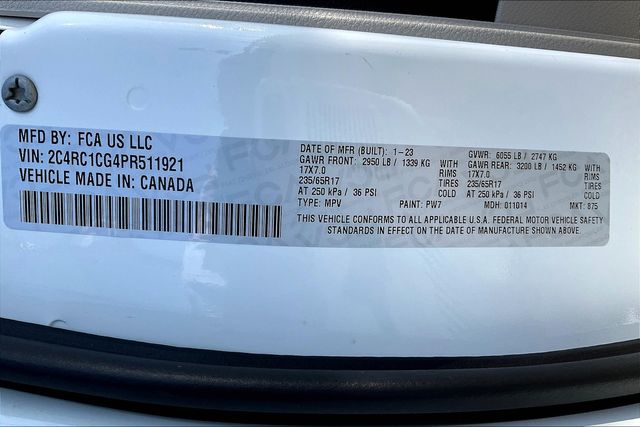 MFD BY: FCA US LLC
VIN: 2C4RC1CG4PR511921
VEHICLE MADE IN: CANADA
DATE OF MFR (BUILT): 1-23
GAWR FRONT: 2950 LB / 1339 KG WITH
17X7.0 RIMS
235/65R17 TIRES
AT 250 kPa / 36 PSI COLD
GVWR: 6055 LB / 2747 KG
GAWR REAR: 3200 LB / 1452 KG WITH
17X7.0 RIMS
235/65R17 TIRES
AT 250 kPa / 36 PSI COLD
TYPE: MPV PAINT: PW7 MDH: 011014 MKT: 875
THIS VEHICLE CONFORMS TO ALL APPLICABLE U.S.A. FEDERAL MOTOR VEHICLE SAFETY
STANDARDS IN EFFECT ON THE DATE OF MANUFACTURE SHOWN ABOVE.